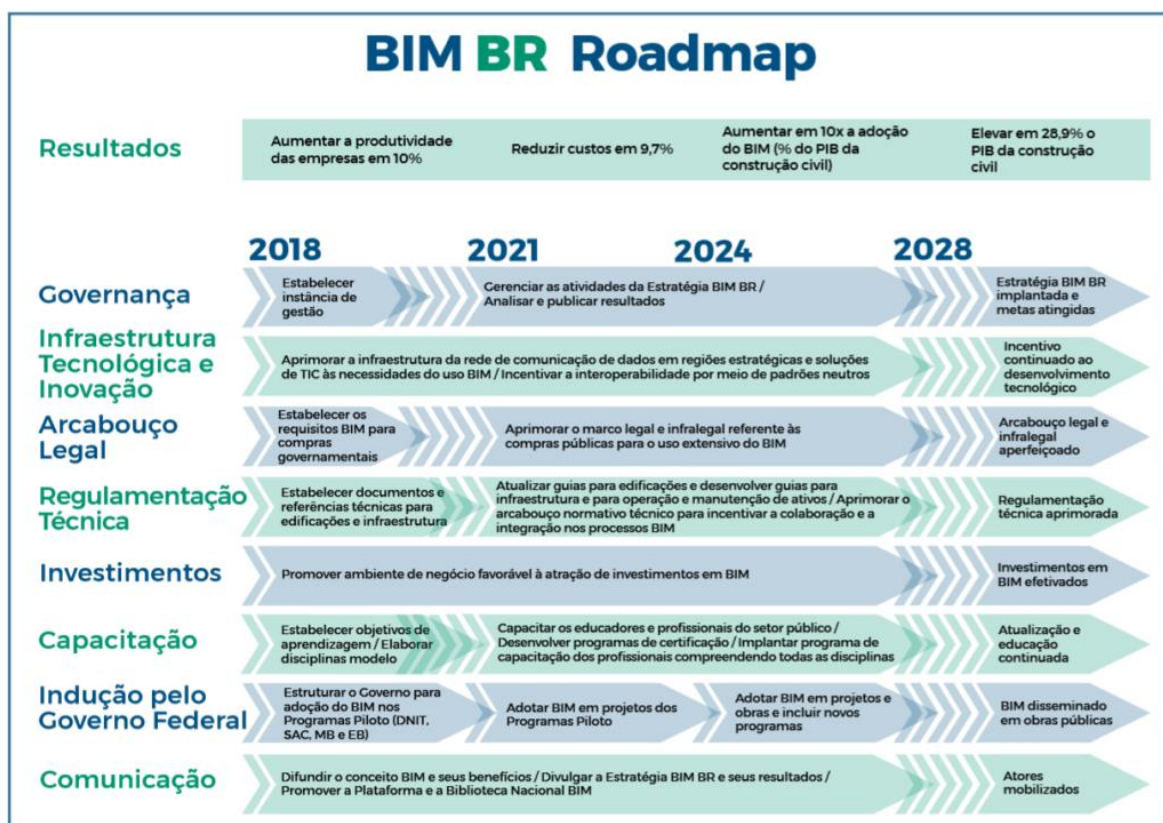 BIM BR Roadmap
Resultados
Aumentar a produtividade
das empresas em 10%
Reduzir custos em 9,7%
Aumentar em 10x a adoção
do BIM (% do PIB da
construção civil)
Elevar em 28,9% o
PIB da construção
civil
2018
2021
2024
2028
Governança
Estabelecer
instância de
gestão
Gerenciar as atividades da Estratégia BIM BR /
Analisar e publicar resultados
Estratégia BIM BR
implantada e
metas atingidas
Infraestrutura
Tecnológica e
Inovação
Aprimorar a infraestrutura da rede de comunicação de dados em regiões estratégicas e soluções
de TIC às necessidades do uso BIM / Incentivar a interoperabilidade por meio de padrões neutros
Incentivo
continuado ao
desenvolvimento
tecnológico
Arcabouço
Legal
Estabelecer os
requisitos BIM para
compras
governamentais
Aprimorar o marco legal e infralegal referente às
compras públicas para o uso extensivo do BIM
Arcabouço legal e
infralegal
aperfeiçoado
Regulamentação
Técnica
Estabelecer documentos e
referências técnicas para
edificações e infraestrutura
Atualizar guias para edificações e desenvolver guias para
infraestrutura e para operação e manutenção de ativos / Aprimorar o
arcabouço normativo técnico para incentivar a colaboração e a
integração nos processos BIM
Regulamentação
técnica aprimorada
Investimentos
Promover ambiente de negócio favorável à atração de investimentos em BIM
Investimentos em
BIM efetivados
Capacitação
Estabelecer objetivos de
aprendizagem / Elaborar
disciplinas modelo
Capacitar os educadores e profissionais do setor público /
Desenvolver programas de certificação / Implantar programa de
capacitação dos profissionais compreendendo todas as disciplinas
Atualização e
educação
continuada
Indução pelo
Governo Federal
Estruturar o Governo para
adoção do BIM nos
Programas Piloto (DNIT,
SAC, MB e EB)
Adotar BIM em projetos dos
Programas Piloto
Adotar BIM em projetos e
obras e incluir novos
programas
BIM disseminado
em obras públicas
Comunicação
Difundir o conceito BIM e seus benefícios / Divulgar a Estratégia BIM BR e seus resultados /
Promover a Plataforma e a Biblioteca Nacional BIM
Atores
mobilizados